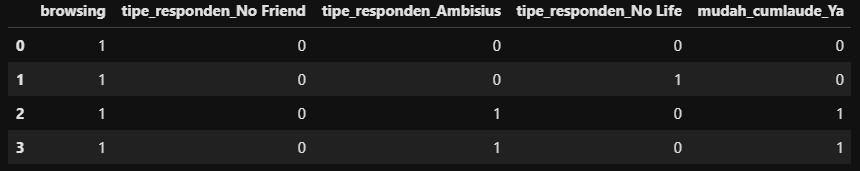 browsing tipe_responden_No Friend tipe_responden_Ambisius tipe_responden_No Life mudah_cumlaude_Ya
0 1 0 0 0 0
1 1 0 0 1 0
2 1 0 1 0 1
3 1 0 1 0 1